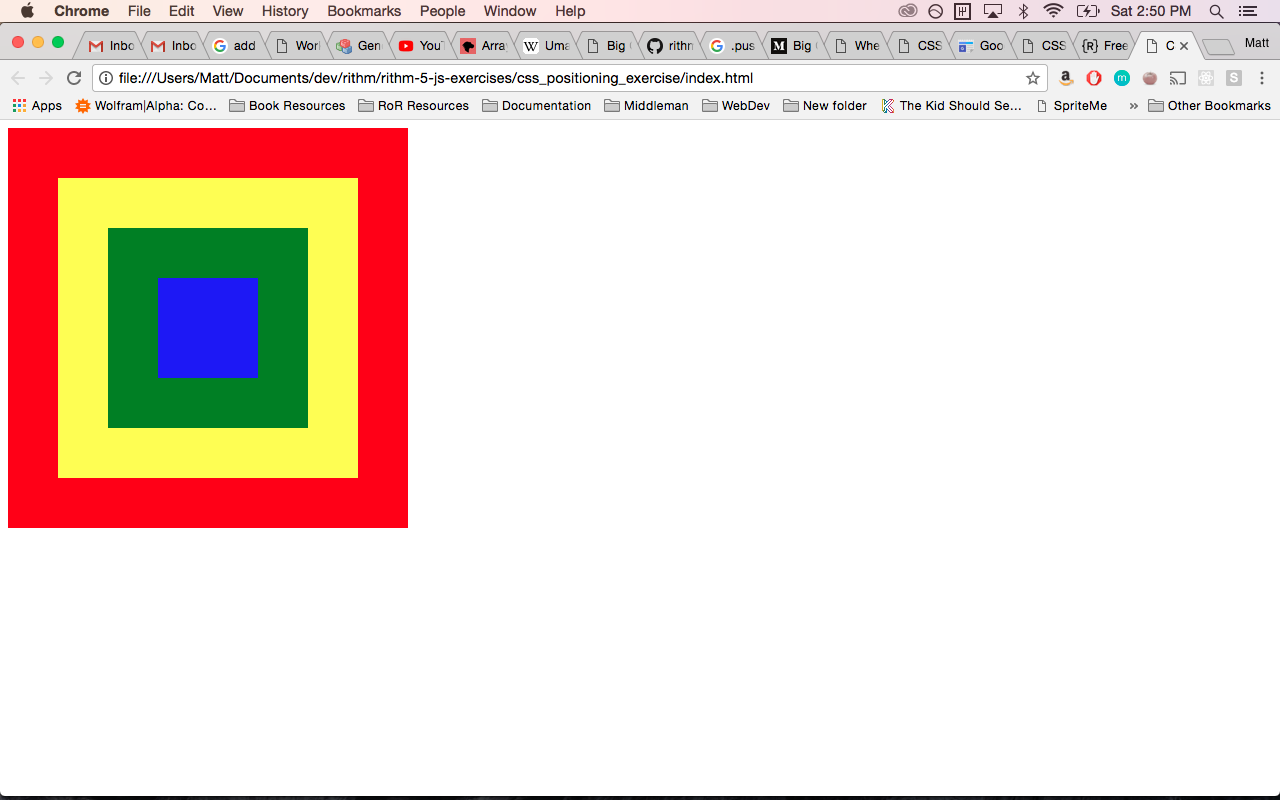 Chrome File Edit View History Bookmarks People Window Help Sat 2:50 PM
Inbo Inbo add Wor Gen YouT Array Uma Big rithn .pus Big Whe CSS Goo CSS {R} Free C Matt
file:///Users/Matt/Documents/dev/rithm/rithm-5-js-exercises/css_positioning_exercise/index.html
Apps Wolfram|Alpha: Co... Book Resources RoR Resources Documentation Middleman WebDev New folder The Kid Should Se... SpriteMe » Other Bookmarks